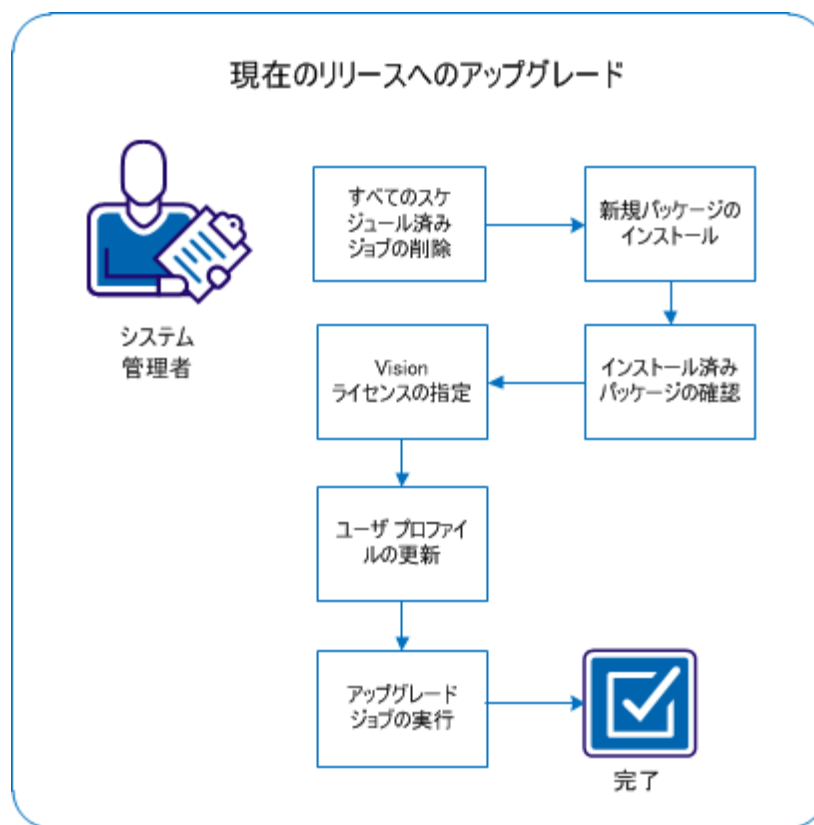 現在のリリースへのアップグレード
システム
管理者
すべてのスケ
ジュール済み
ジョブの削除
新規パッケージの
インストール
インストール済み
パッケージの確認
Vision
ライセンスの指定
ユーザ プロファイ
ルの更新
アップグレード
ジョブの実行
完了